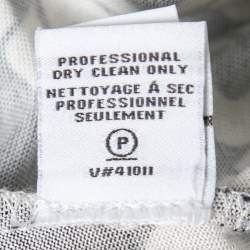 PROFESSIONAL
DRY CLEAN ONLY
NETTOYAGE À SEC
PROFESSIONNEL
SEULEMENT
P
V#41011